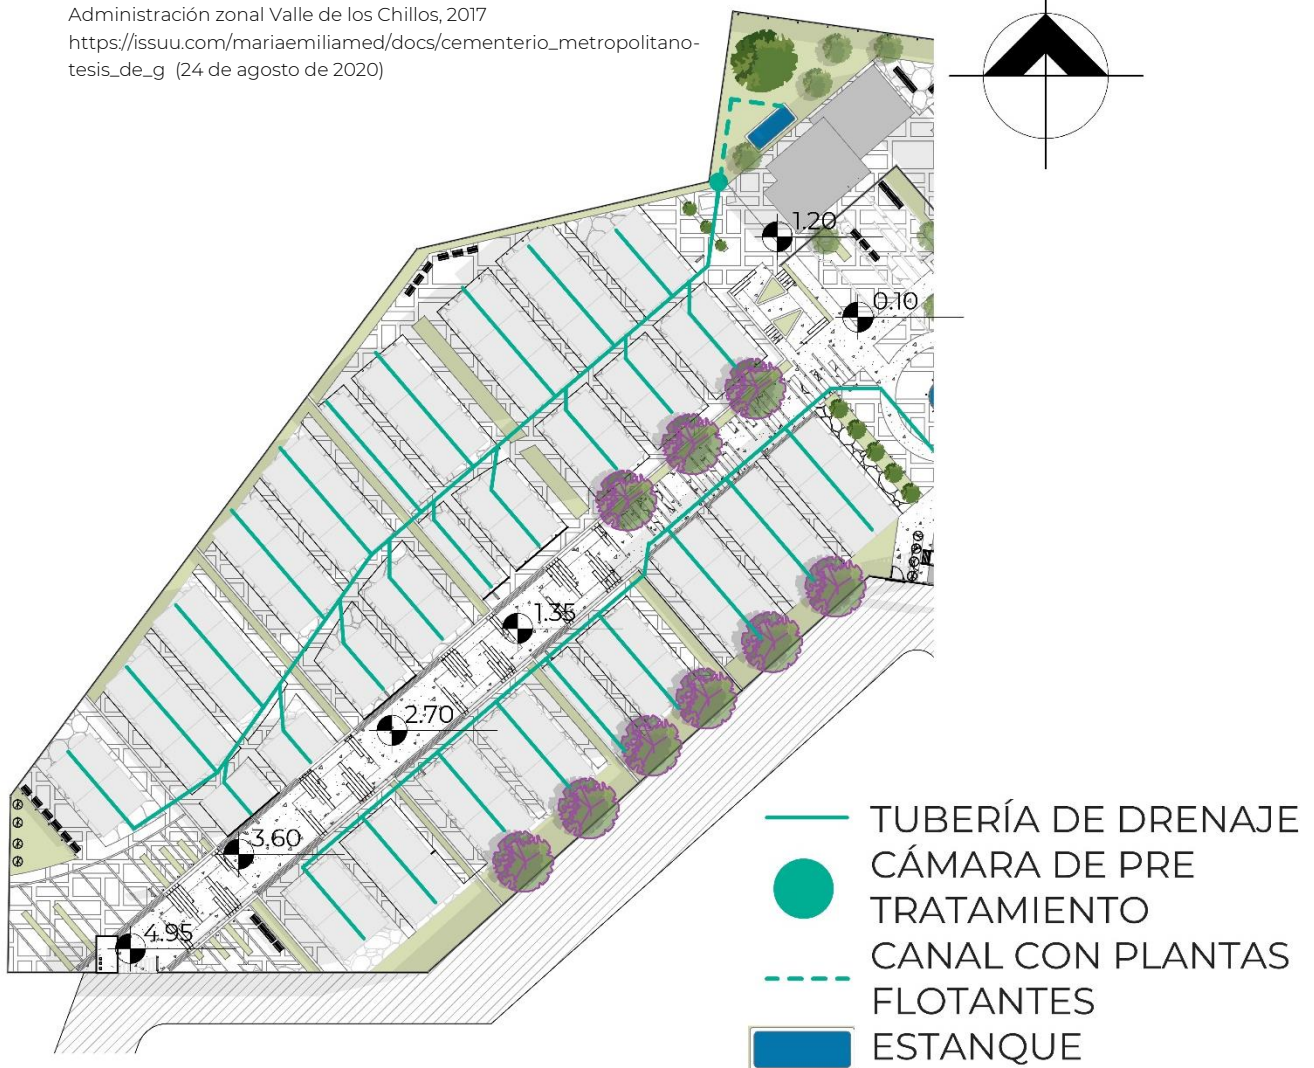 Administración zonal Valle de los Chillos, 2017
https://issuu.com/mariaemiliamed/docs/cementerio_metropolitano-
tesis_de_g (24 de agosto de 2020)
1.20
0.10
1.35
2.70
3.60
4.95
TUBERÍA DE DRENAJE
CÁMARA DE PRE
TRATAMIENTO
CANAL CON PLANTAS
FLOTANTES
ESTANQUE